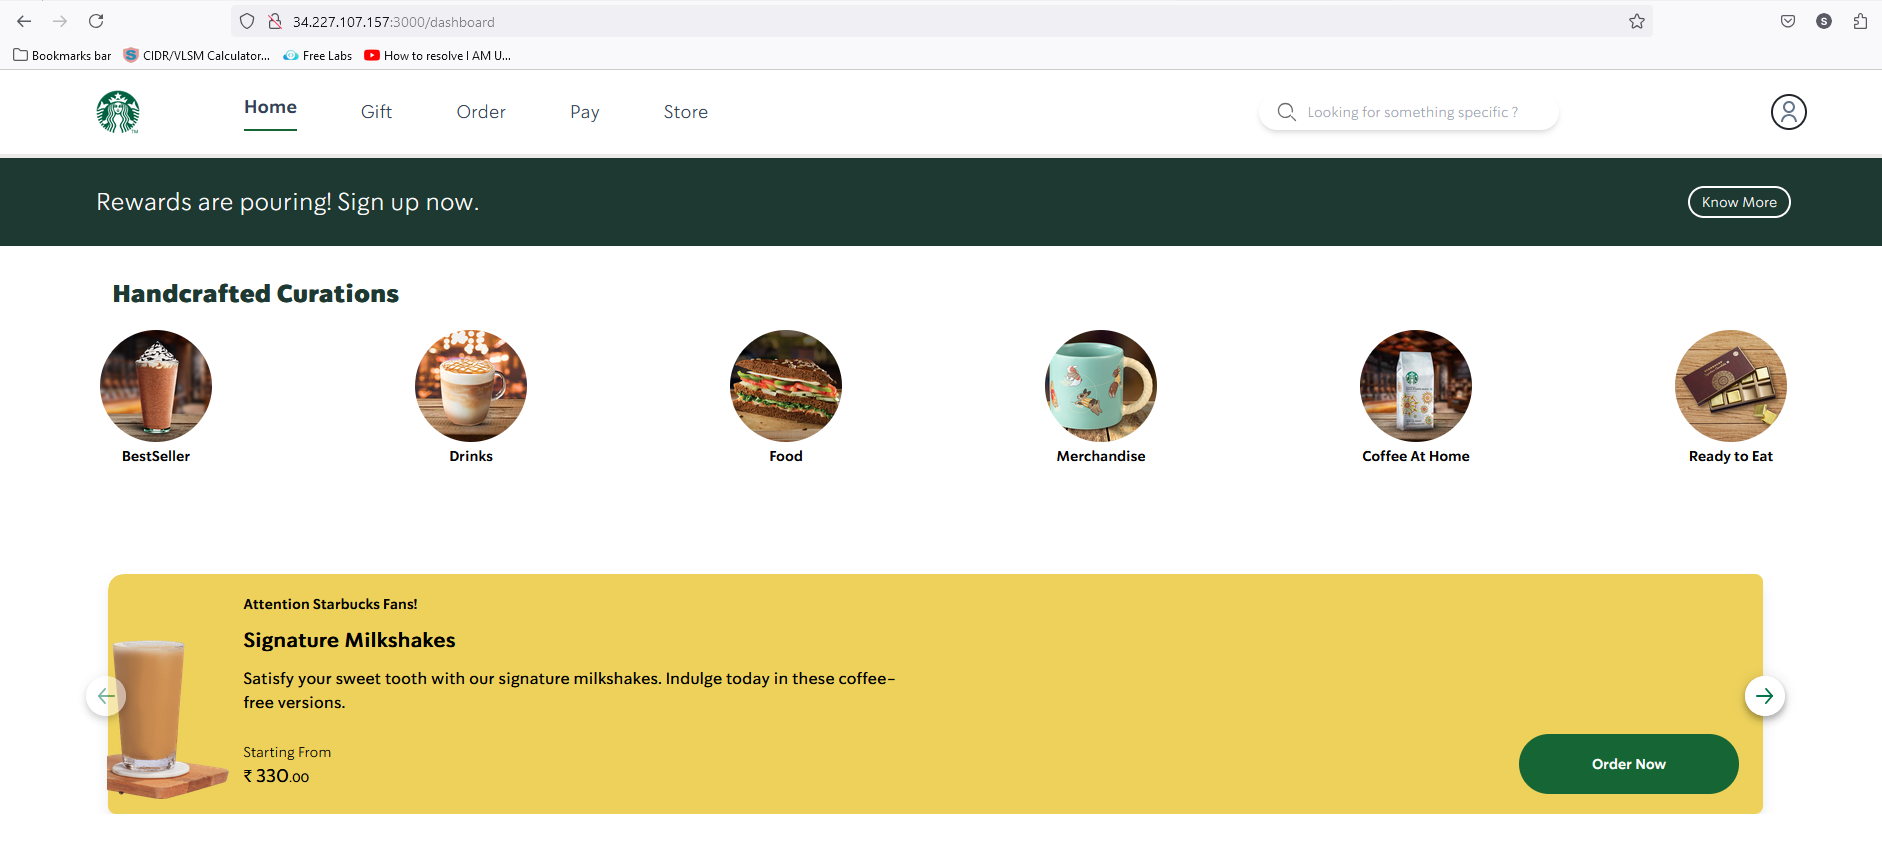 34.227.107.157:3000/dashboard
Bookmarks bar CIDR/VLSM Calculator... Free Labs How to resolve I AM U...
Home Gift Order Pay Store Looking for something specific ?
Rewards are pouring! Sign up now. Know More
Handcrafted Curations
BestSeller Drinks Food Merchandise Coffee At Home Ready to Eat
Attention Starbucks Fans!
Signature Milkshakes
Satisfy your sweet tooth with our signature milkshakes. Indulge today in these coffee-
free versions.
Starting From
₹ 330.00
Order Now